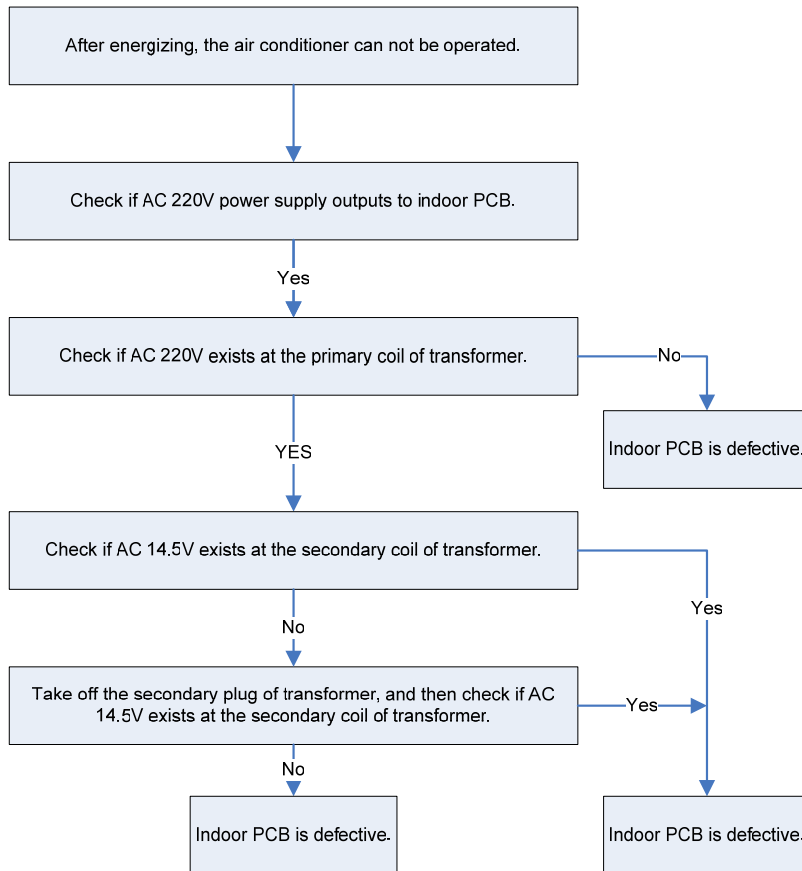 After energizing, the air conditioner can not be operated.
Check if AC 220V power supply outputs to indoor PCB.
Yes
Check if AC 220V exists at the primary coil of transformer.
No
Indoor PCB is defective.
YES
Check if AC 14.5V exists at the secondary coil of transformer.
Yes
No
Take off the secondary plug of transformer, and then check if AC
14.5V exists at the secondary coil of transformer.
Yes
No
Indoor PCB is defective.
Indoor PCB is defective.